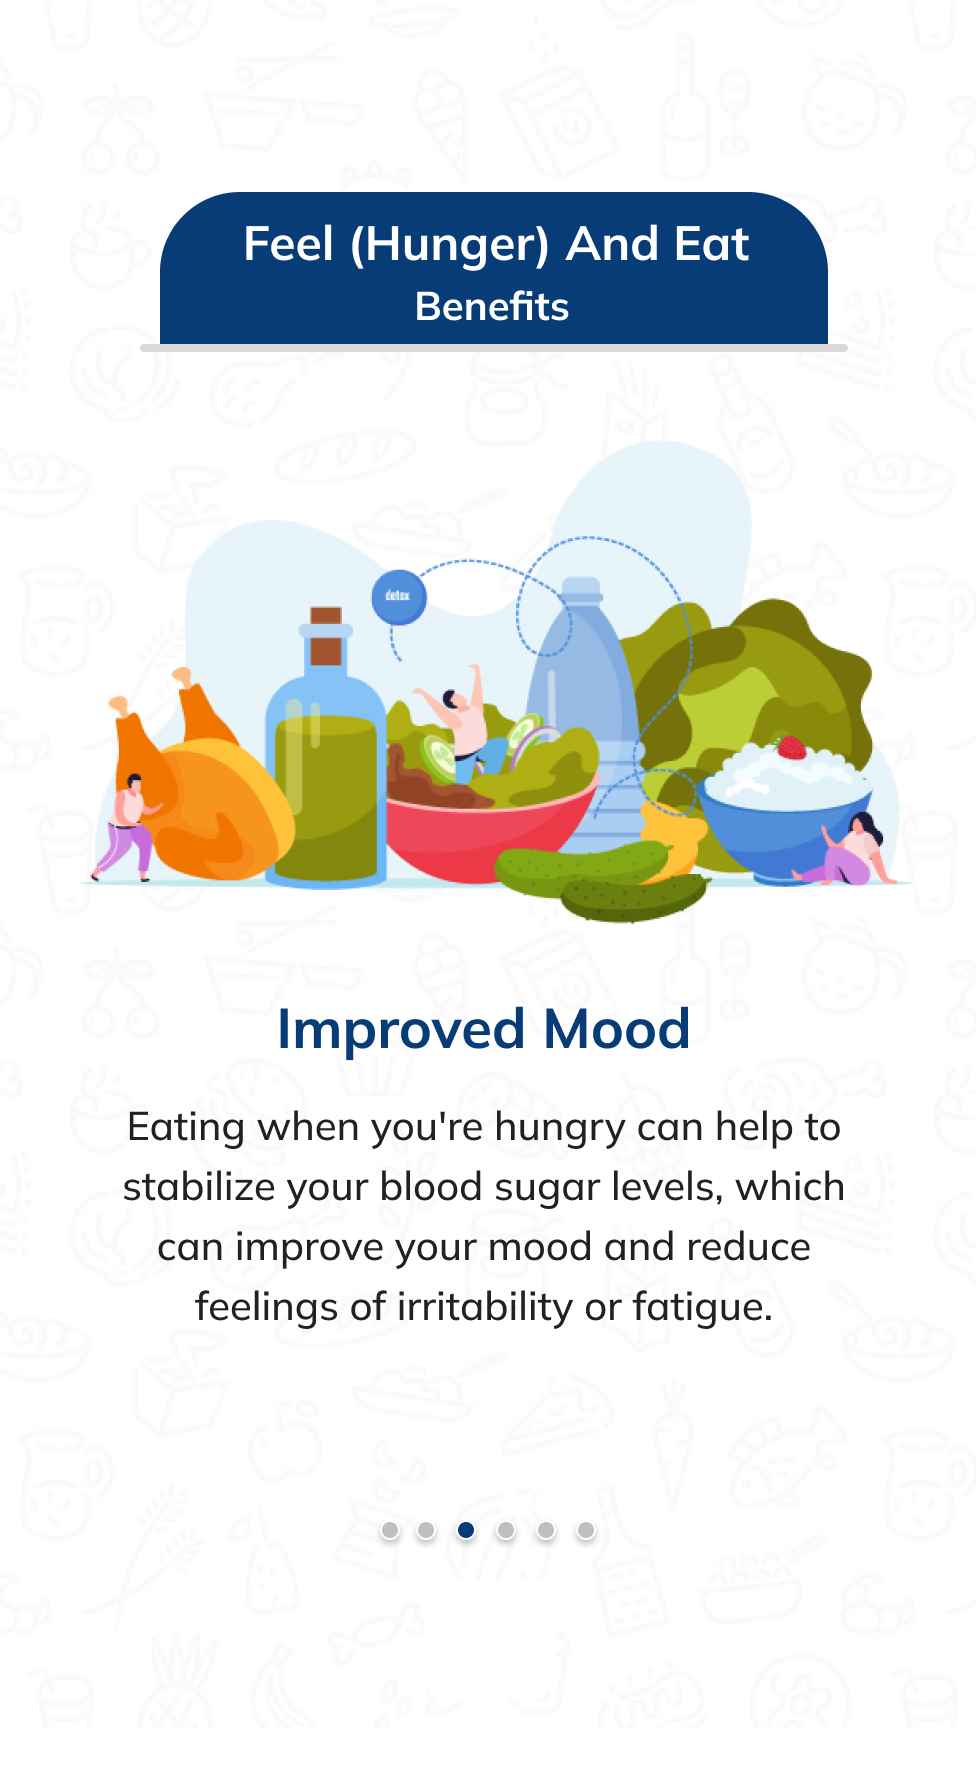 Feel (Hunger) And Eat
Benefits
detox
Improved Mood
Eating when you're hungry can help to
stabilize your blood sugar levels, which
can improve your mood and reduce
feelings of irritability or fatigue.